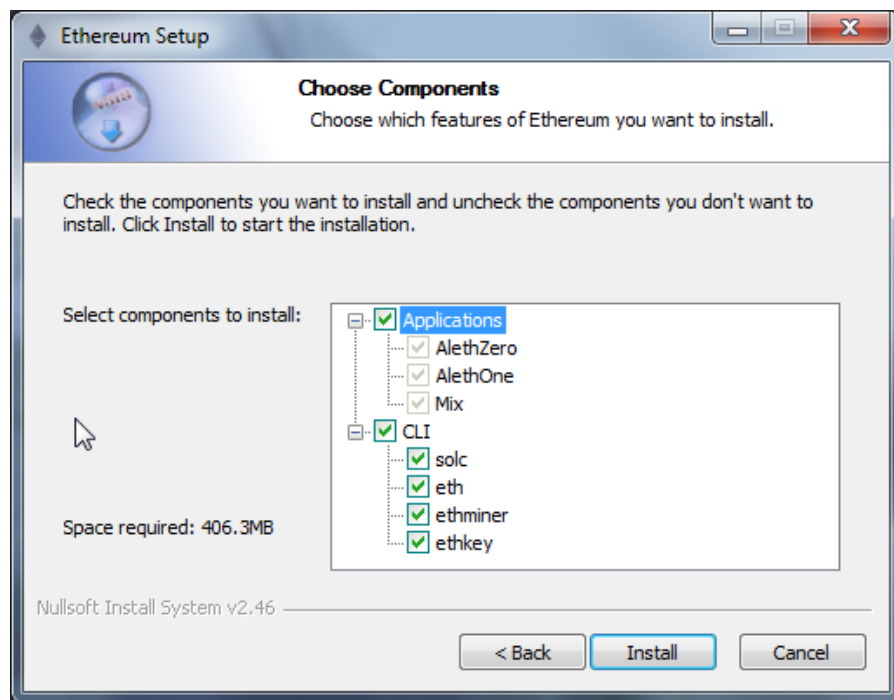 Ethereum Setup
Choose Components
Choose which features of Ethereum you want to install.
Check the components you want to install and uncheck the components you don't want to
install. Click Install to start the installation.
Select components to install:
Applications
AlethZero
AlethOne
Mix
CLI
solc
eth
ethminer
ethkey
Space required: 406.3MB
Nullsoft Install System v2.46
< Back
Install
Cancel